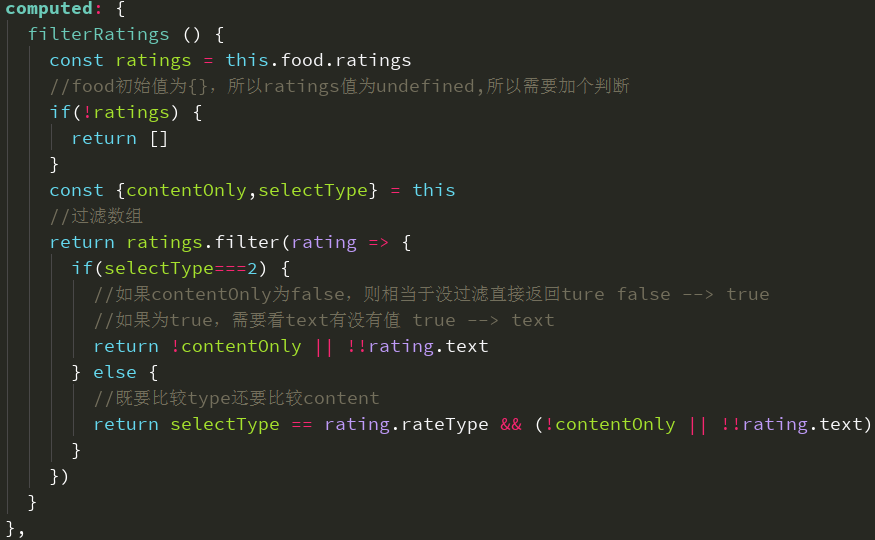 computed: {
  filterRatings () {
    const ratings = this.food.ratings
    //food初始值为{}，所以ratings值为undefined,所以需要加个判断
    if(!ratings) {
      return []
    }
    const {contentOnly,selectType} = this
    //过滤数组
    return ratings.filter(rating => {
      if(selectType===2) {
        //如果contentOnly为false，则相当于没过滤直接返回ture false --> true
        //如果为true，需要看text有没有值 true --> text
        return !contentOnly || !!rating.text
      } else {
        //既要比较type还要比较content
        return selectType == rating.rateType && (!contentOnly || !!rating.text)
      }
    })
  }
},